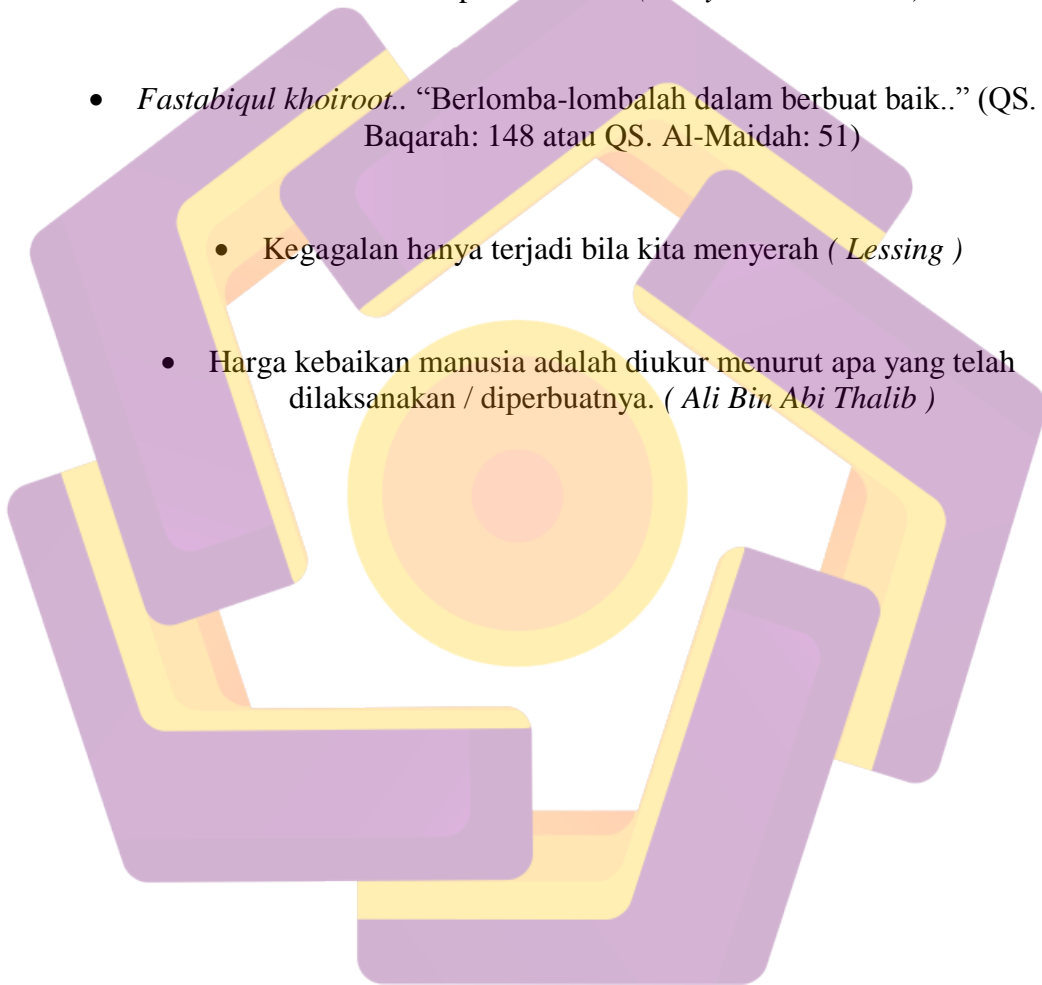 • Fastabiqul khoiroot.. “Berlomba-lombalah dalam berbuat baik..” (QS.
Baqarah: 148 atau QS. Al-Maidah: 51)
• Kegagalan hanya terjadi bila kita menyerah ( Lessing )
• Harga kebaikan manusia adalah diukur menurut apa yang telah
dilaksanakan / diperbuatnya. ( Ali Bin Abi Thalib )